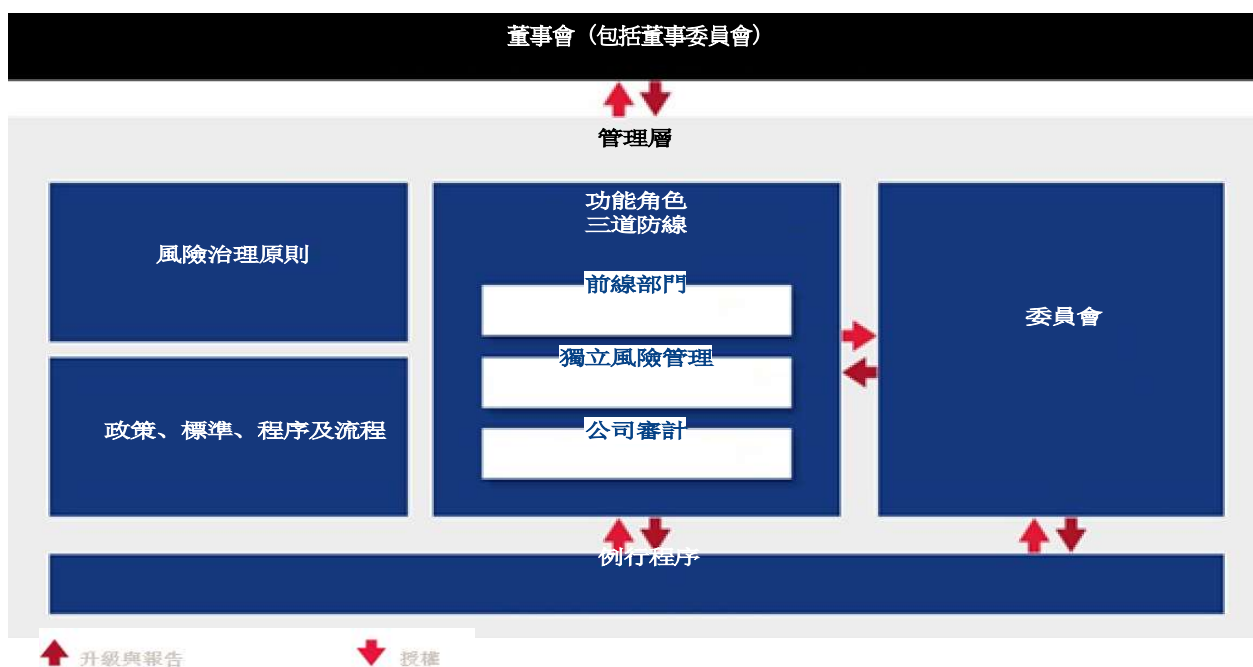 董事會（包括董事委員會）
管理層
風險治理原則
政策、標準、程序及流程
功能角色
三道防線
前線部門
獨立風險管理
公司審計
委員會
例行程序
升級與報告
授權